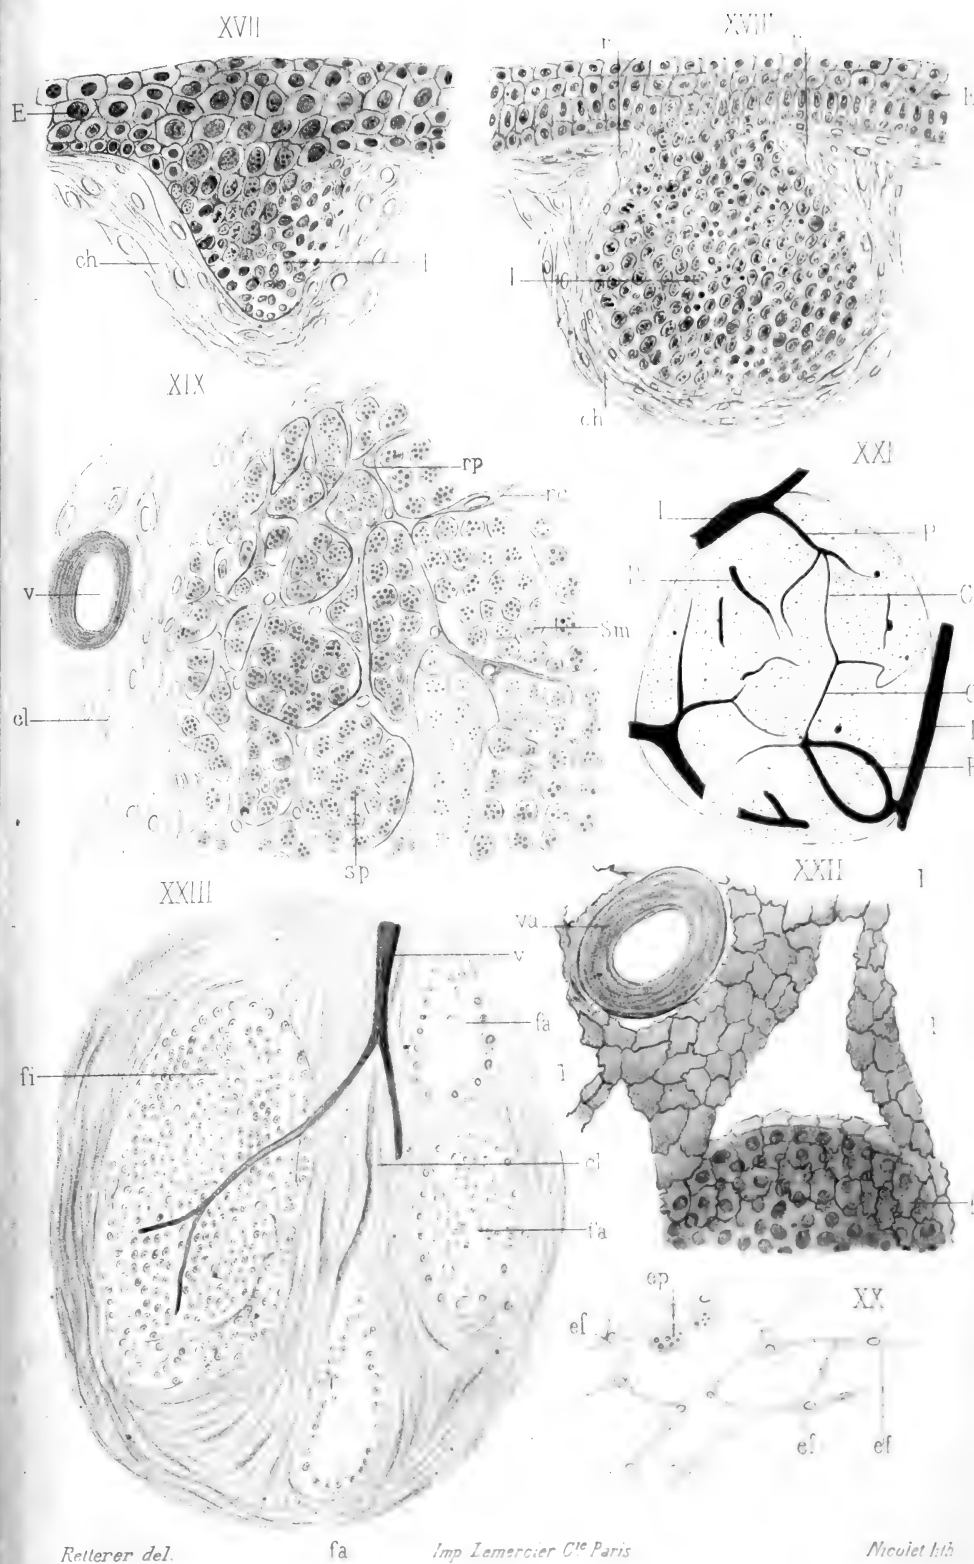 XVII
XVIII
E
ch
l
l
ch
XIX
rp
v
Sm
cl
sp
XXI
P
C
XXIII
XXII
l
va
v
fa
l
l
fi
cl
fa
ep
XX
ef
ef
ef
Retterer del.
fa
Imp Lemercier Cie Paris
Nicolet lith